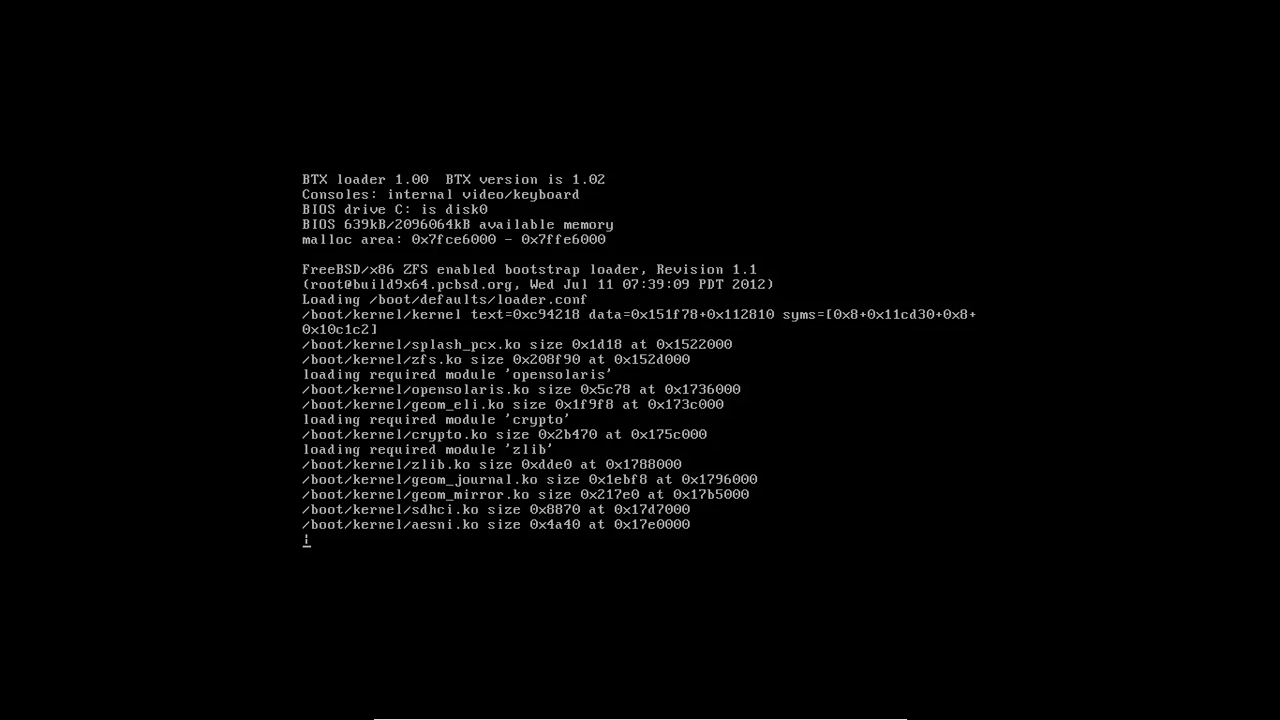 BTX loader 1.00  BTX version is 1.02
Consoles: internal video/keyboard
BIOS drive C: is disk0
BIOS 639kB/2096064kB available memory
malloc area: 0x7fce6000 - 0x7ffe6000
FreeBSD/x86 ZFS enabled bootstrap loader, Revision 1.1
(root@build9x64.pcbsd.org, Wed Jul 11 07:39:09 PDT 2012)
Loading /boot/defaults/loader.conf
/boot/kernel/kernel text=0xc94218 data=0x151f78+0x112810 syms=[0x8+0x11cd30+0x8+
0x10c1c2]
/boot/kernel/splash_pcx.ko size 0x1d18 at 0x1522000
/boot/kernel/zfs.ko size 0x208f90 at 0x152d000
loading required module 'opensolaris'
/boot/kernel/opensolaris.ko size 0x5c78 at 0x1736000
/boot/kernel/geom_eli.ko size 0x1f9f8 at 0x173c000
loading required module 'crypto'
/boot/kernel/crypto.ko size 0x2b470 at 0x175c000
loading required module 'zlib'
/boot/kernel/zlib.ko size 0xdde0 at 0x1788000
/boot/kernel/geom_journal.ko size 0x1ebf8 at 0x1796000
/boot/kernel/geom_mirror.ko size 0x217e0 at 0x17b5000
/boot/kernel/sdhci.ko size 0x8870 at 0x17d7000
/boot/kernel/aesni.ko size 0x4a40 at 0x17e0000
|